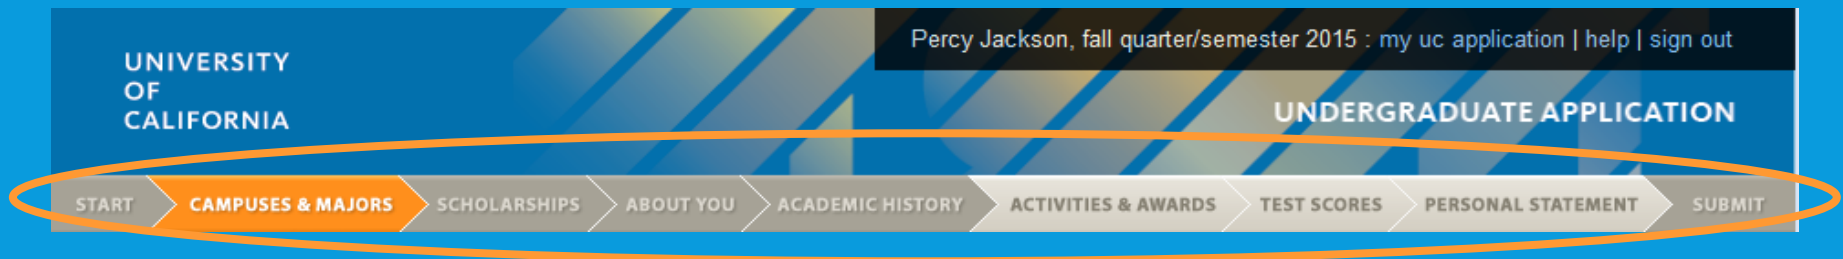 Percy Jackson, fall quarter/semester 2015 : my uc application | help | sign out
UNIVERSITY
OF
CALIFORNIA
UNDERGRADUATE APPLICATION
START CAMPUSES & MAJORS SCHOLARSHIPS ABOUT YOU ACADEMIC HISTORY ACTIVITIES & AWARDS TEST SCORES PERSONAL STATEMENT SUBMIT